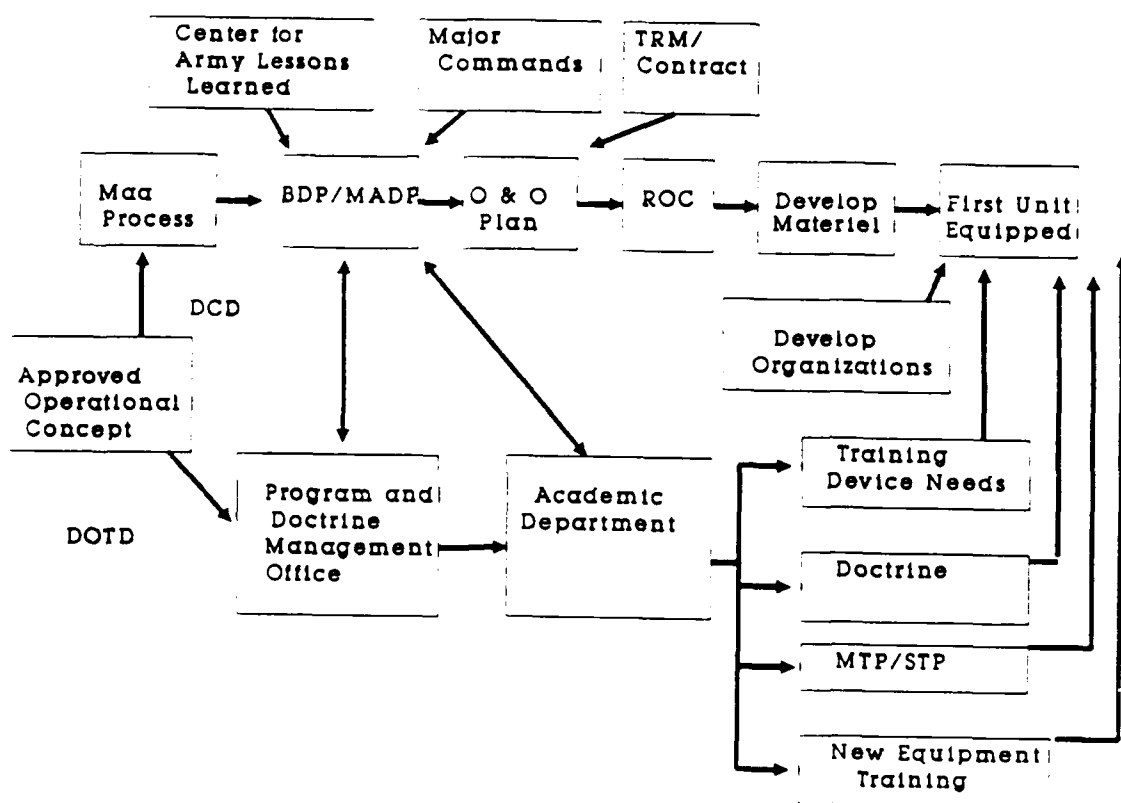 Center for
Army Lessons
Learned
Major
Commands
TRM/
Contract
Maa
Process
BDP/MADP
O & O
Plan
ROC
Develop
Materiel
First Unit
Equipped
DCD
Develop
Organizations
Approved
Operational
Concept
Training
Device Needs
Program and
Doctrine
Management
Office
Academic
Department
DOTD
Doctrine
MTP/STP
New Equipment
Training